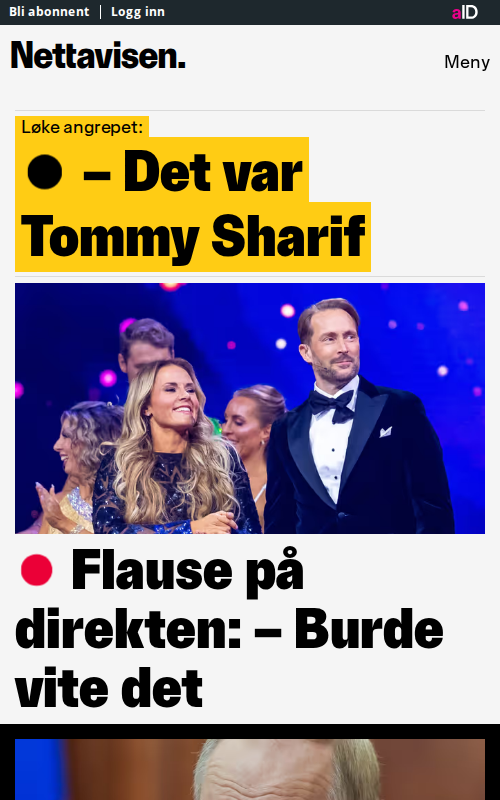 Bli abonnent | Logg inn
aID
Nettavisen.
Meny
Løke angrepet:
– Det var
Tommy Sharif
Flause på
direkten: – Burde
vite det